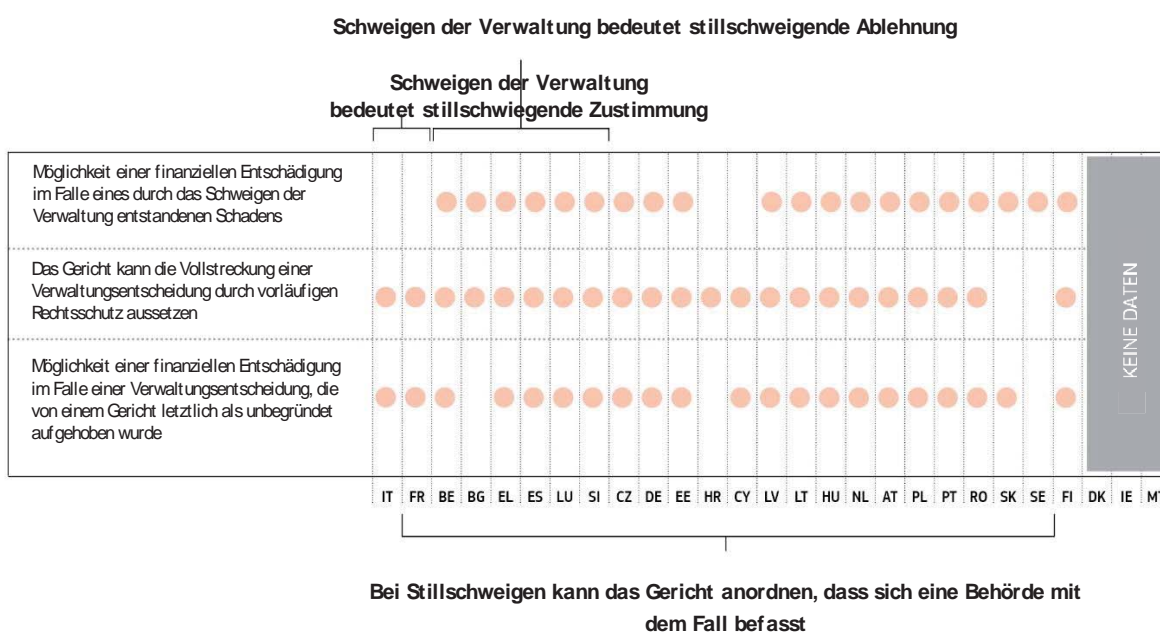 Schweigen der Verwaltung bedeutet stillschweigende Ablehnung
Schweigen der Verwaltung
bedeutet stillschwiegende Zustimmung
Möglichkeit einer finanziellen Entschädigung
im Falle eines durch das Schweigen der
Verwaltung entstandenen Schadens
Das Gericht kann die Vollstreckung einer
Verwaltungsentscheidung durch vorläufigen
Rechtsschutz aussetzen
Möglichkeit einer finanziellen Entschädigung
im Falle einer Verwaltungsentscheidung, die
von einem Gericht letztlich als unbegründet
aufgehoben wurde
KEINE DATEN
IT FR BE BG EL ES LU SI CZ DE EE HR CY LV LT HU NL AT PL PT RO SK SE FI DK IE MT
Bei Stillschweigen kann das Gericht anordnen, dass sich eine Behörde mit
dem Fall befasst